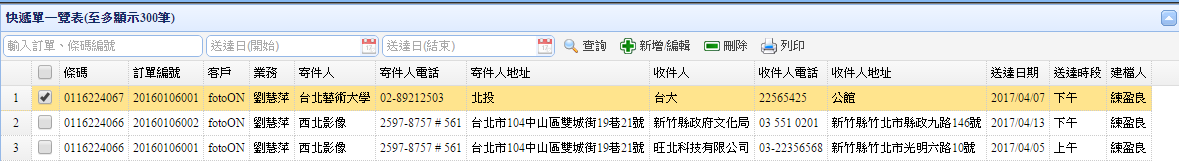 快遞單一覽表(至多顯示300筆)
輸入訂單、條碼編號 送達日(開始) 送達日(結束) 查詢 新增/編輯 刪除 列印
條碼 訂單編號 客戶 業務 寄件人 寄件人電話 寄件人地址 收件人 收件人電話 收件人地址 送達日期 送達時段 建檔人
1 0116224067 20160106001 fotoON 劉慧萍 台北藝術大學 02-89212503 北投 台大 22565425 公館 2017/04/07 下午 練盈良
2 0116224066 20160106002 fotoON 劉慧萍 西北影像 2597-8757 # 561 台北市104中山區雙城街19巷21號 新竹縣政府文化局 03 551 0201 新竹縣竹北市縣政九路146號 2017/04/13 下午 練盈良
3 0116224066 20160106001 fotoON 劉慧萍 西北影像 2597-8757 # 561 台北市104中山區雙城街19巷21號 旺北科技有限公司 03-22356568 新竹縣竹北市光明六路10號 2017/04/05 上午 練盈良